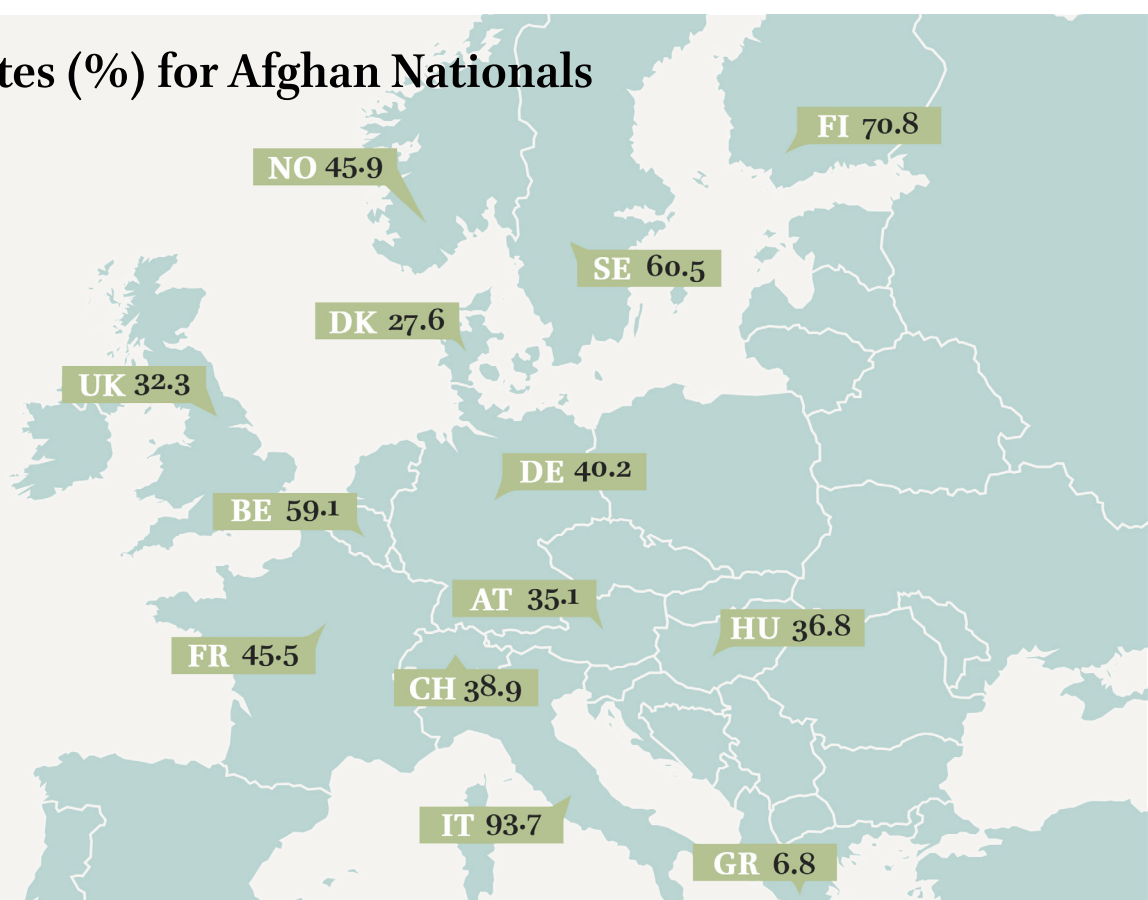 tes (%) for Afghan Nationals
FI 70.8
NO 45.9
SE 60.5
DK 27.6
UK 32.3
DE 40.2
BE 59.1
AT 35.1
HU 36.8
FR 45.5
CH 38.9
IT 93.7
GR 6.8